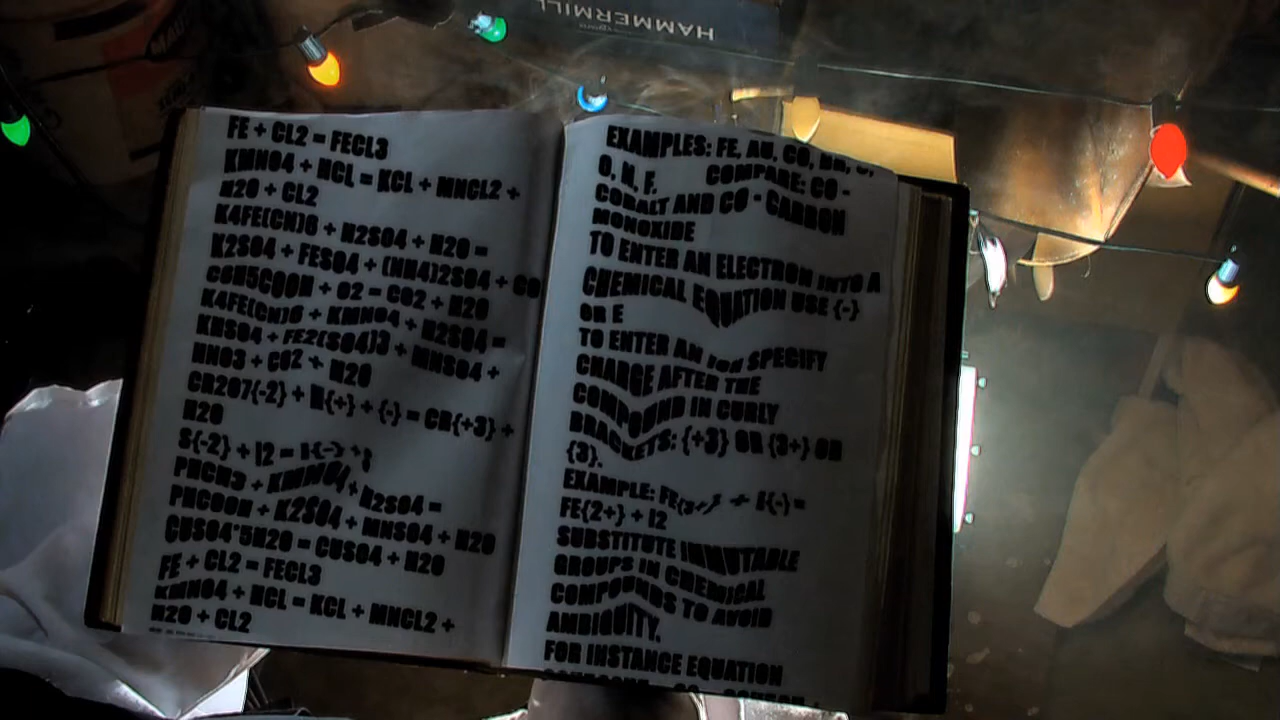 HAMMERMILL
FE + CL2 = FECL3
KMNO4 + HCL = KCL + MNCL2 +
H2O + CL2
K4FE(CN)6 + H2SO4 + H2O =
K2SO4 + FESO4 + (NH4)2SO4 + CO
C6H5COOH + O2 = CO2 + H2O
K4FE(CN)6 + KMNO4 + H2SO4 =
KHSO4 + FE2(SO4)3 + MNSO4 +
HNO3 + CO2 + H2O
CR2O7{-2} + H{+} + {-} = CR{+3} +
H2O
S{-2} + I2 = I{-} + S
PHCH3 + KMNO4 + H2SO4 =
PHCOOH + K2SO4 + MNSO4 + H2O
CUSO4*5H2O = CUSO4 + H2O
FE + CL2 = FECL3
KMNO4 + HCL = KCL + MNCL2 +
H2O + CL2
EXAMPLES: FE, AU, CO, BR, C,
O, N, F. COMPARE: CO -
COBALT AND CO - CARBON
MONOXIDE
TO ENTER AN ELECTRON INTO A
CHEMICAL EQUATION USE {-}
OR E
TO ENTER AN ION SPECIFY
CHARGE AFTER THE
COMPOUND IN CURLY
BRACKETS: {+3} OR {3+} OR
{3}.
EXAMPLE: FE{3+} + I{-} =
FE{2+} + I2
SUBSTITUTE IMMUTABLE
GROUPS IN CHEMICAL
COMPOUNDS TO AVOID
AMBIGUITY.
FOR INSTANCE EQUATION